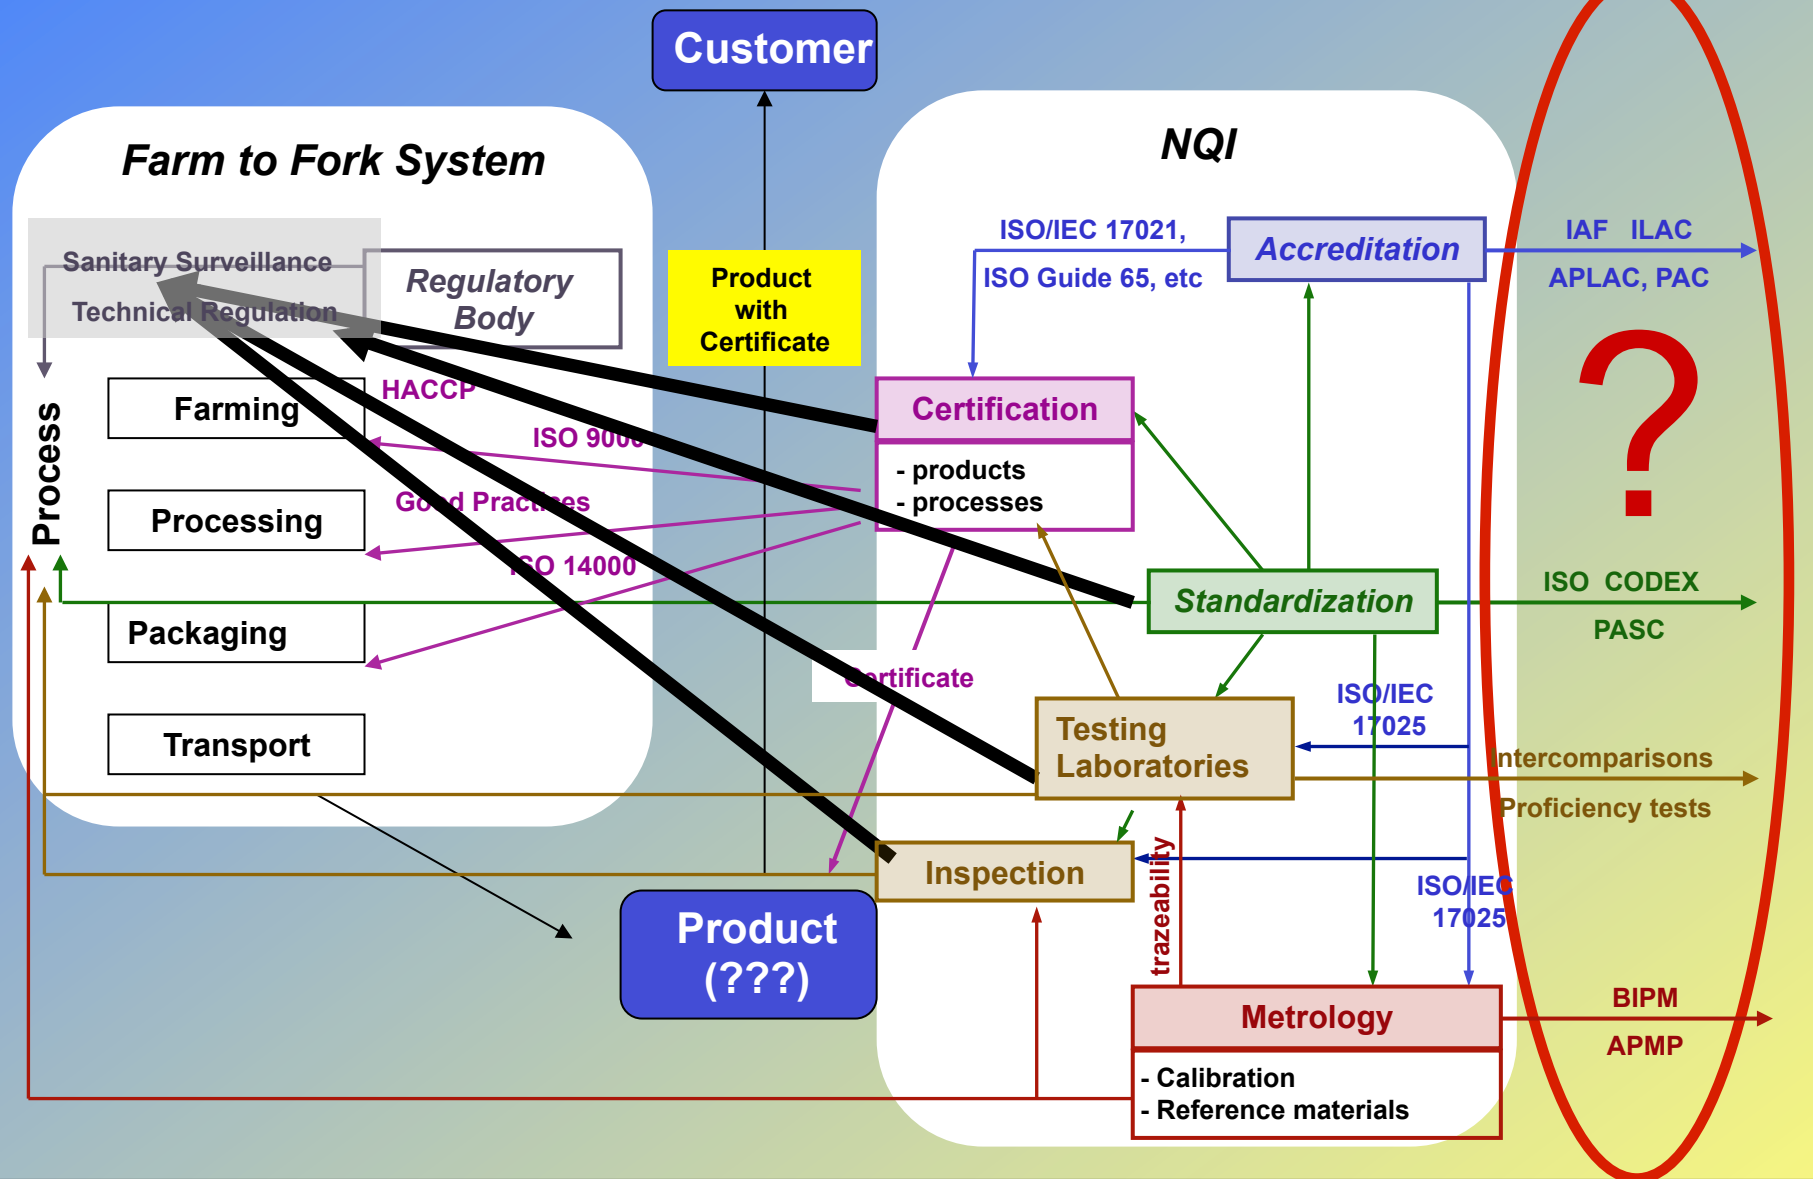 Customer
Farm to Fork System
NQI
Sanitary Surveillance
Technical Regulation
Regulatory
Body
Product
with
Certificate
ISO/IEC 17021,
ISO Guide 65, etc
Accreditation
IAF ILAC
APLAC, PAC
?
Process
Farming
Processing
Packaging
Transport
HACCP
ISO 9000
Good Practices
ISO 14000
Certification
- products
- processes
Standardization
ISO CODEX
PASC
Certificate
Testing
Laboratories
ISO/IEC
17025
Intercomparisons
Proficiency tests
Inspection
trazeability
ISO/IEC
17025
Product
(???)
Metrology
- Calibration
- Reference materials
BIPM
APMP